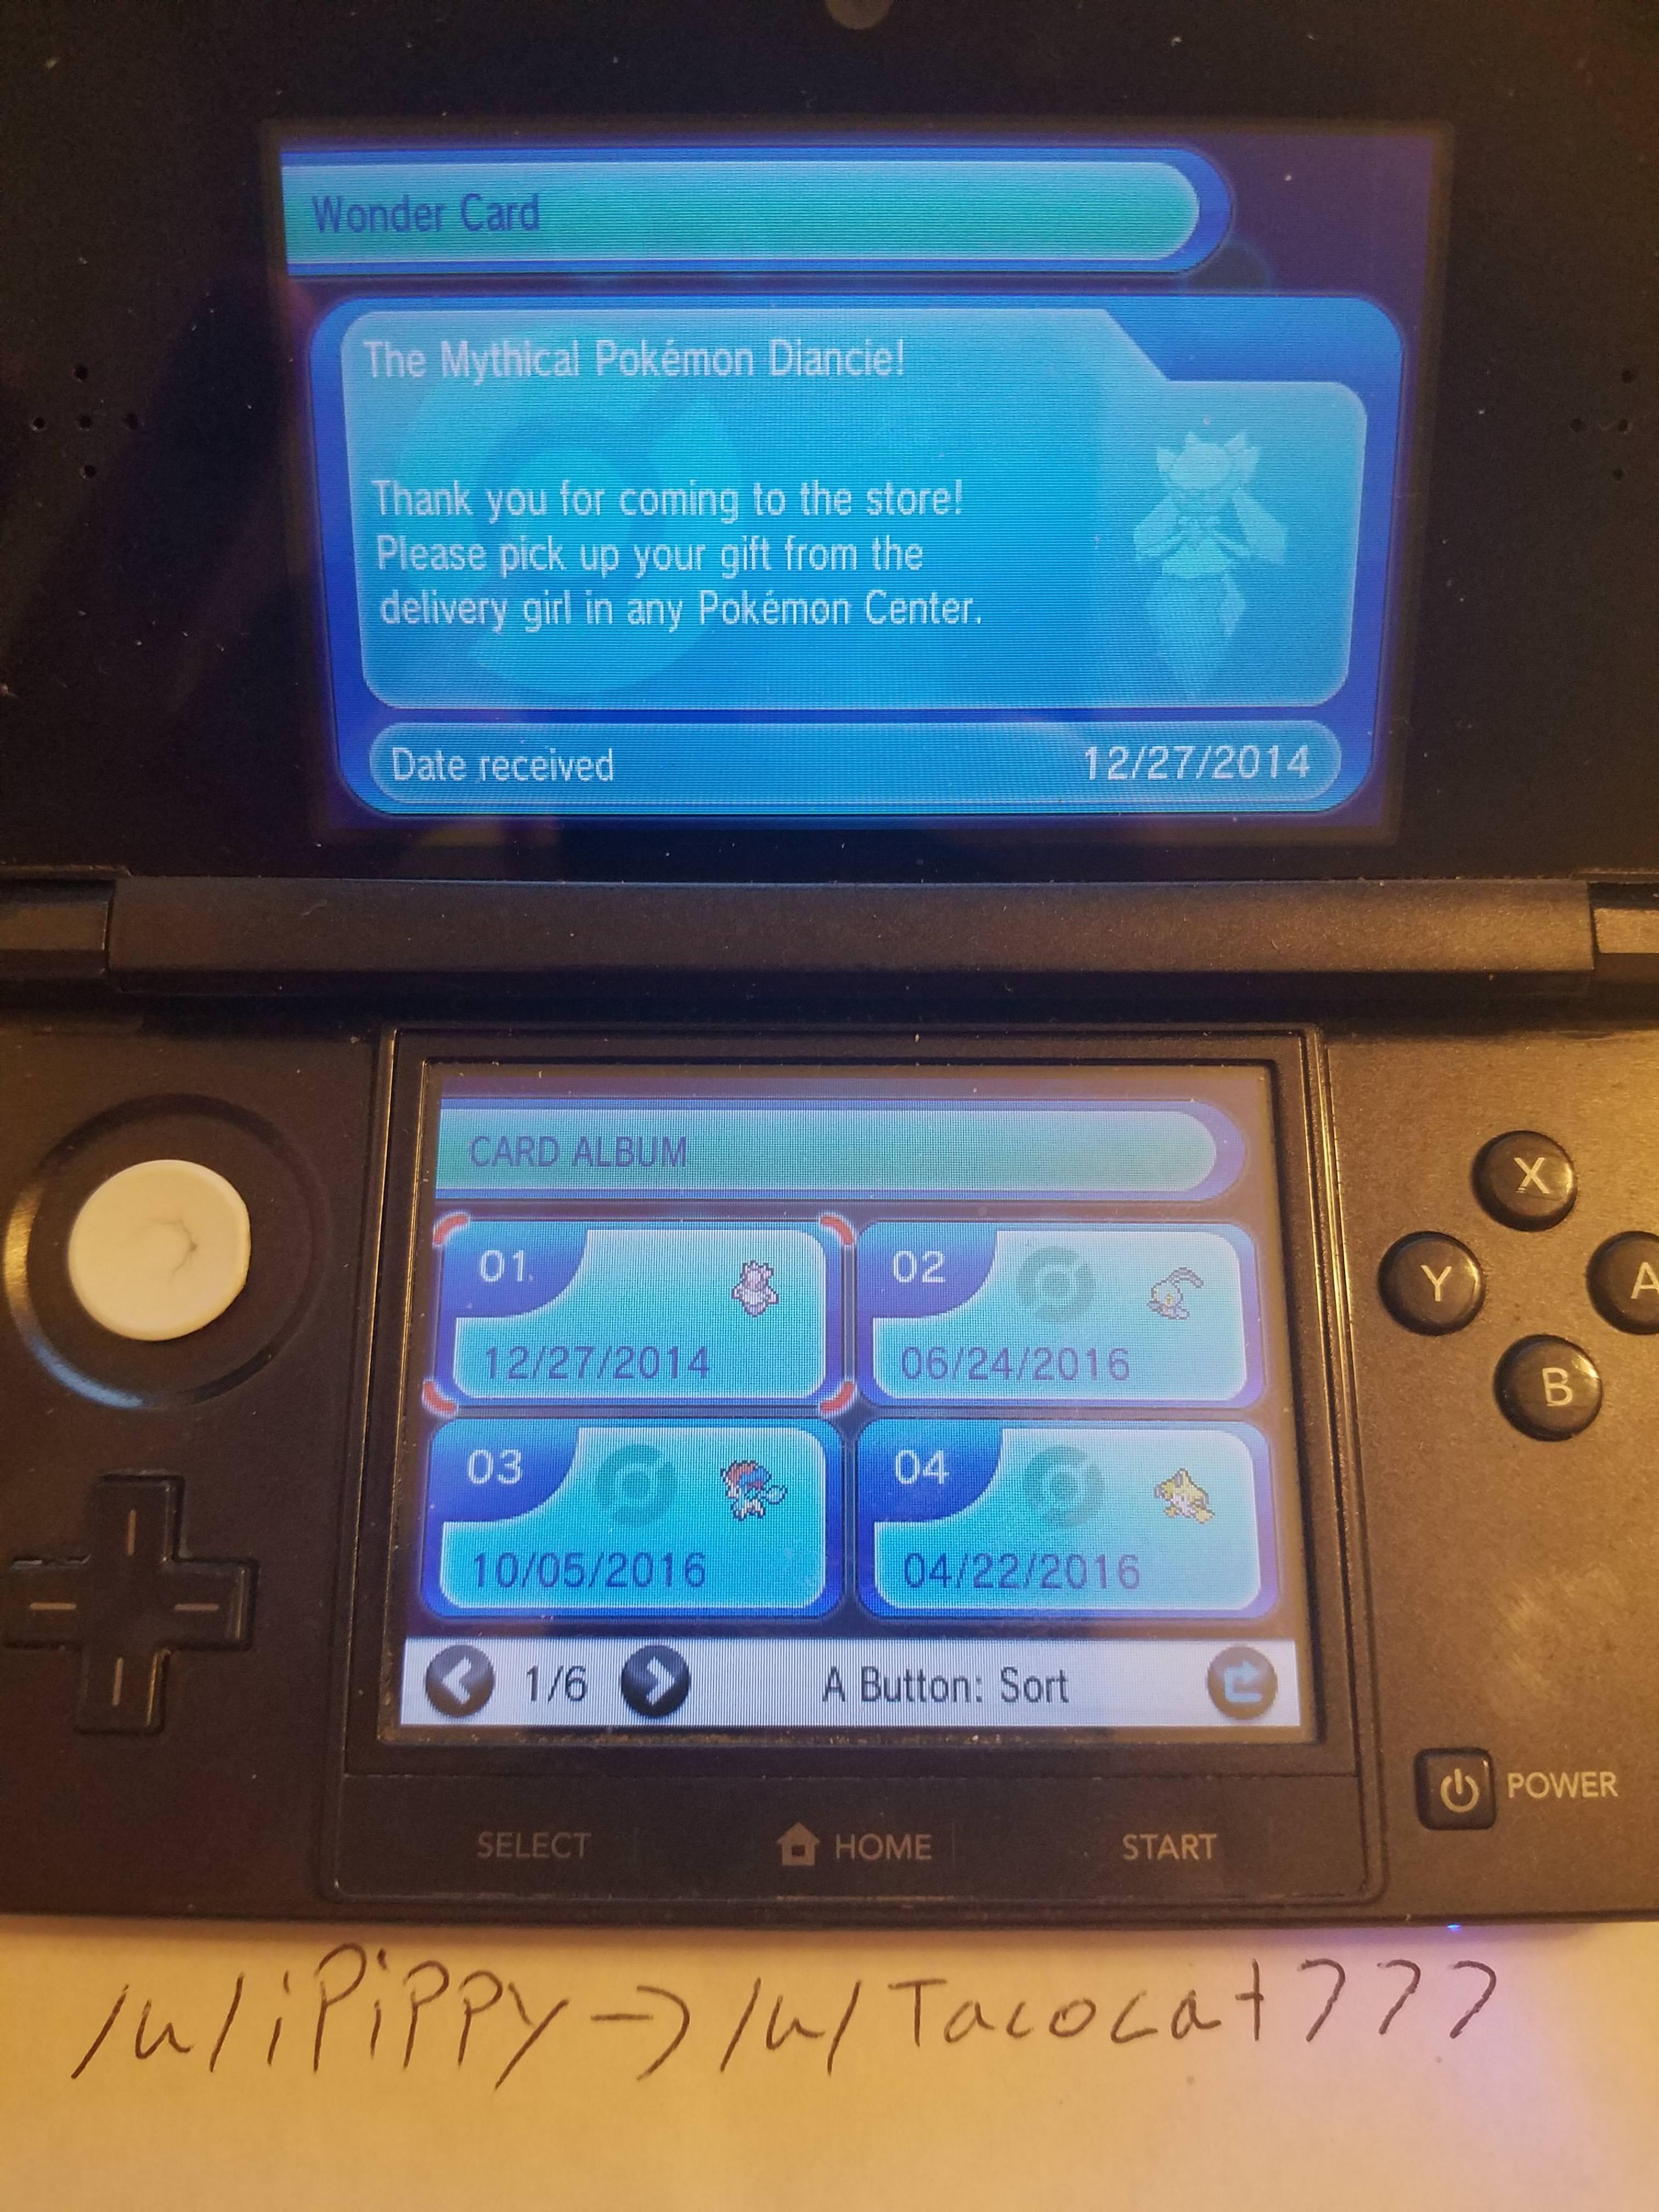 Wonder Card
The Mythical Pokémon Diancie!
Thank you for coming to the store!
Please pick up your gift from the
delivery girl in any Pokémon Center.
Date received 12/27/2014
CARD ALBUM
01 02
12/27/2014 06/24/2016
03 04
10/05/2016 04/22/2016
1/6 A Button: Sort
X
Y A
B
POWER
SELECT HOME START
/u/iPiPPy → /u/Tacocat777